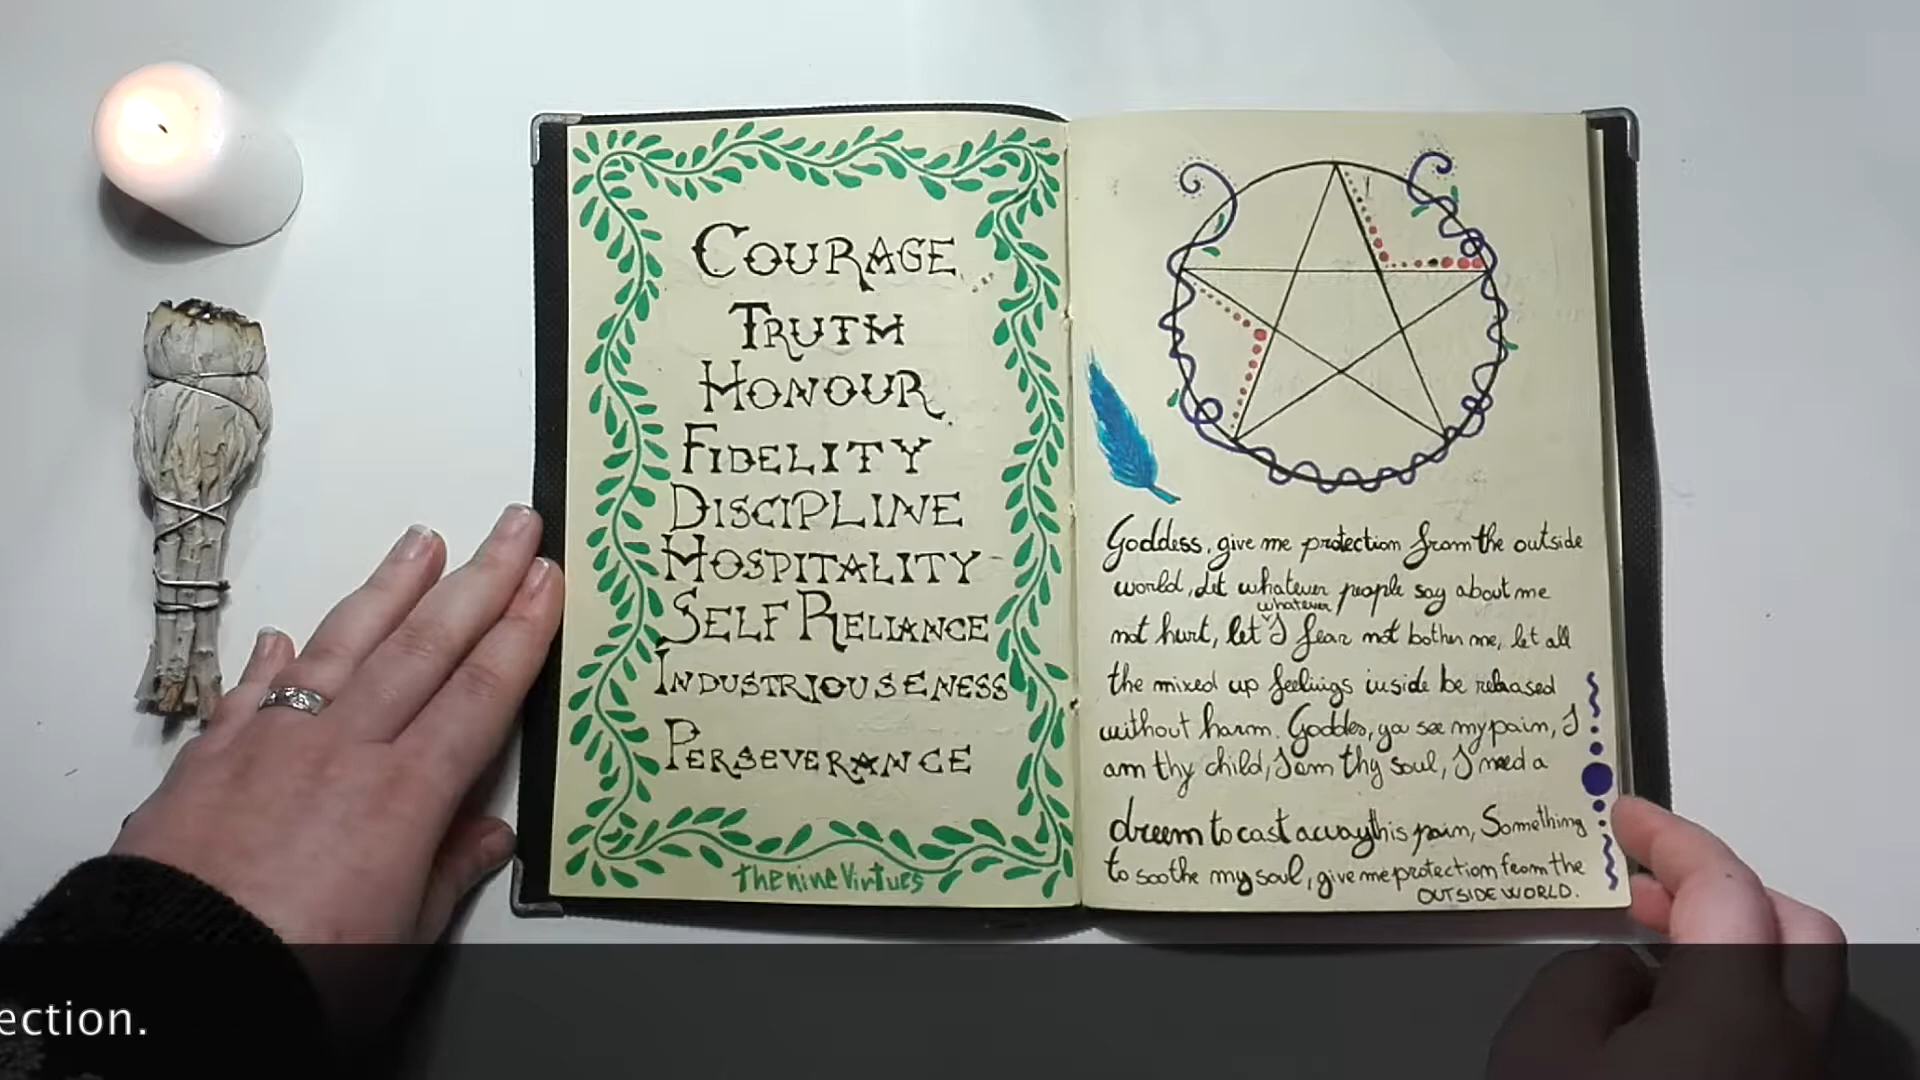 COURAGE
TRUTH
HONOUR
FIDELITY
DISCIPLINE
HOSPITALITY
SELF RELIANCE
INDUSTRIOUSENESS
PERSEVERANCE
the nine Virtues
Goddess, give me protection from the outside
world, let whatever people say about me
whatever
not hurt, let I fear not bother me, let all
the mixed up feelings inside be released
without harm. Goddes, you see my pain, I
am thy child, I am thy soul, I need a
dreem to cast away this pain, Something
to soothe my soul, give me protection from the
OUTSIDE WORLD.
ection.